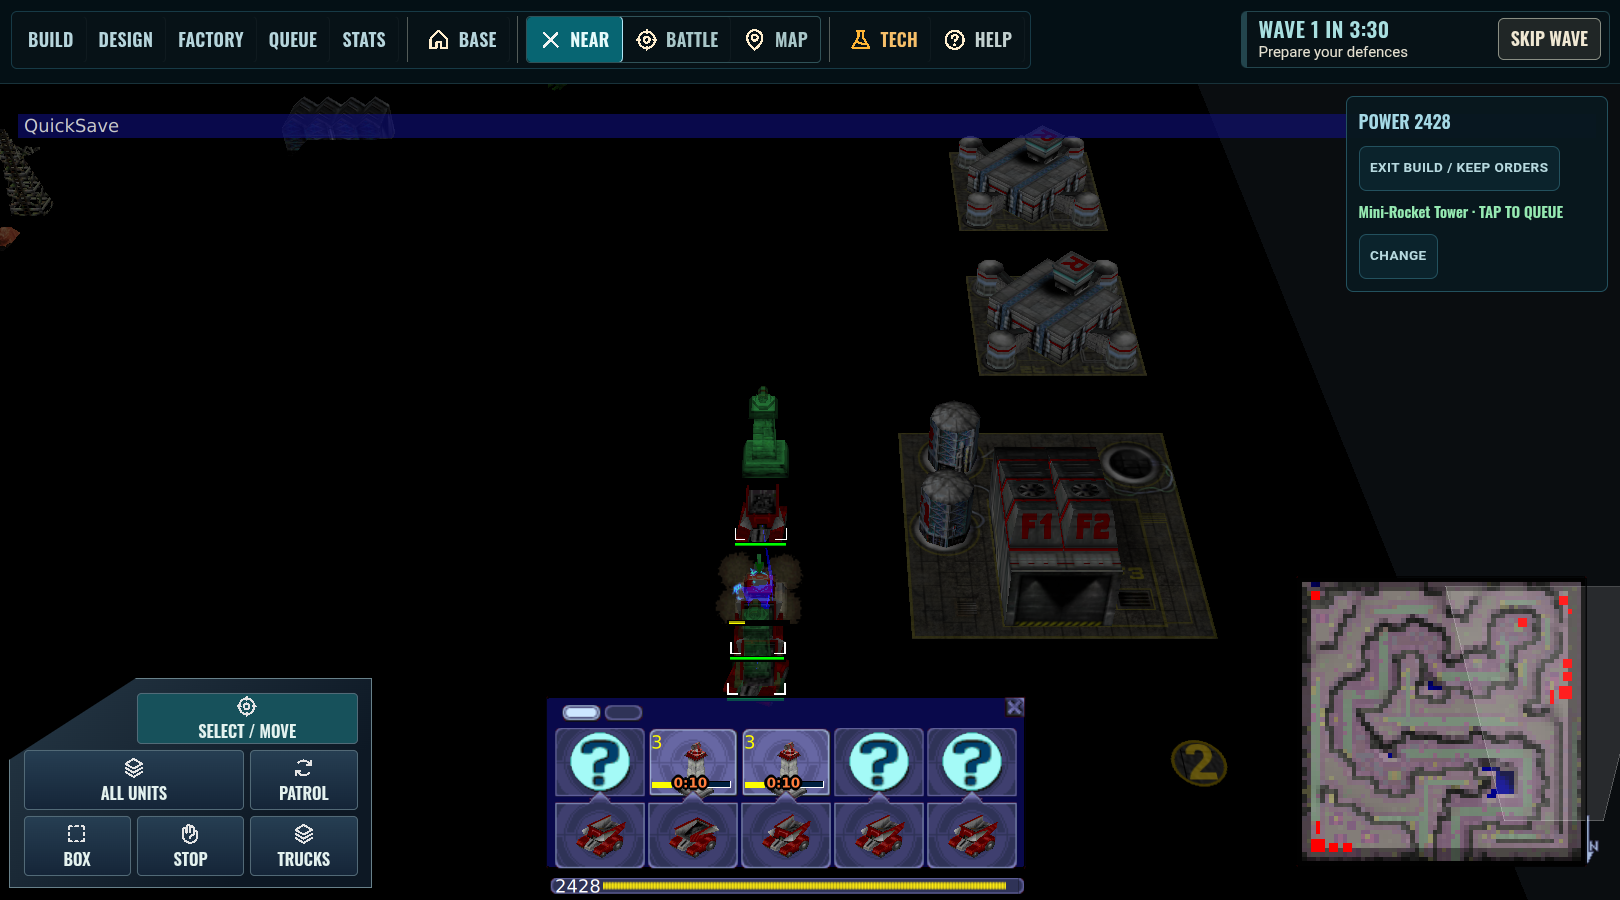 BUILD DESIGN FACTORY QUEUE STATS BASE NEAR BATTLE MAP TECH HELP
WAVE 1 IN 3:30
Prepare your defences
SKIP WAVE
QuickSave
POWER 2428
EXIT BUILD / KEEP ORDERS
Mini-Rocket Tower · TAP TO QUEUE
CHANGE
R
R
F1 F2
3
2
SELECT / MOVE
ALL UNITS
PATROL
BOX
STOP
TRUCKS
? 3 3 ? ?
0:10 0:10
2428
N